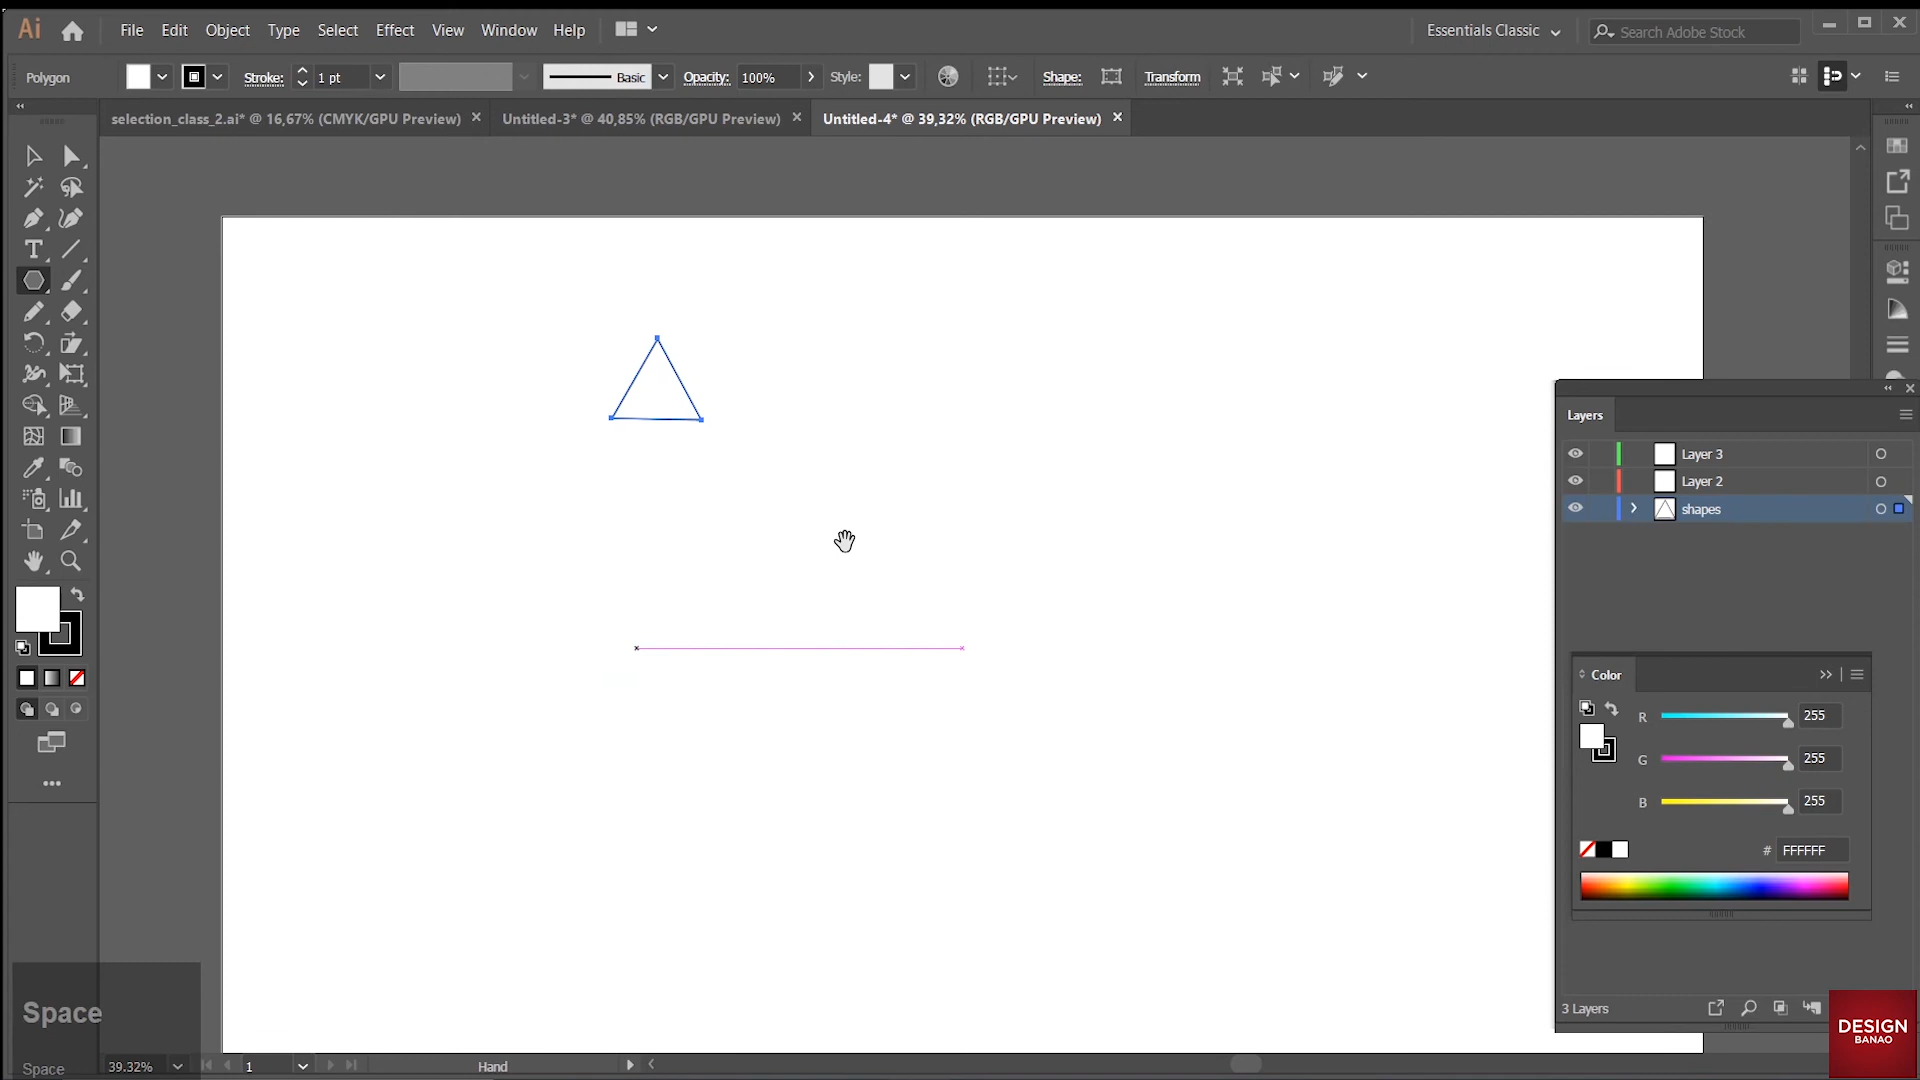 Ai
File Edit Object Type Select Effect View Window Help
Essentials Classic
Search Adobe Stock
Polygon
Stroke: 1 pt
Basic
Opacity: 100%
Style:
Shape:
Transform
selection_class_2.ai* @ 16,67% (CMYK/GPU Preview)
Untitled-3* @ 40,85% (RGB/GPU Preview)
Untitled-4* @ 39,32% (RGB/GPU Preview)
Layers
Layer 3
Layer 2
shapes
Color
R 255
G 255
B 255
# FFFFFF
3 Layers
DESIGN
BANAO
Space
Space
39.32%
1
Hand